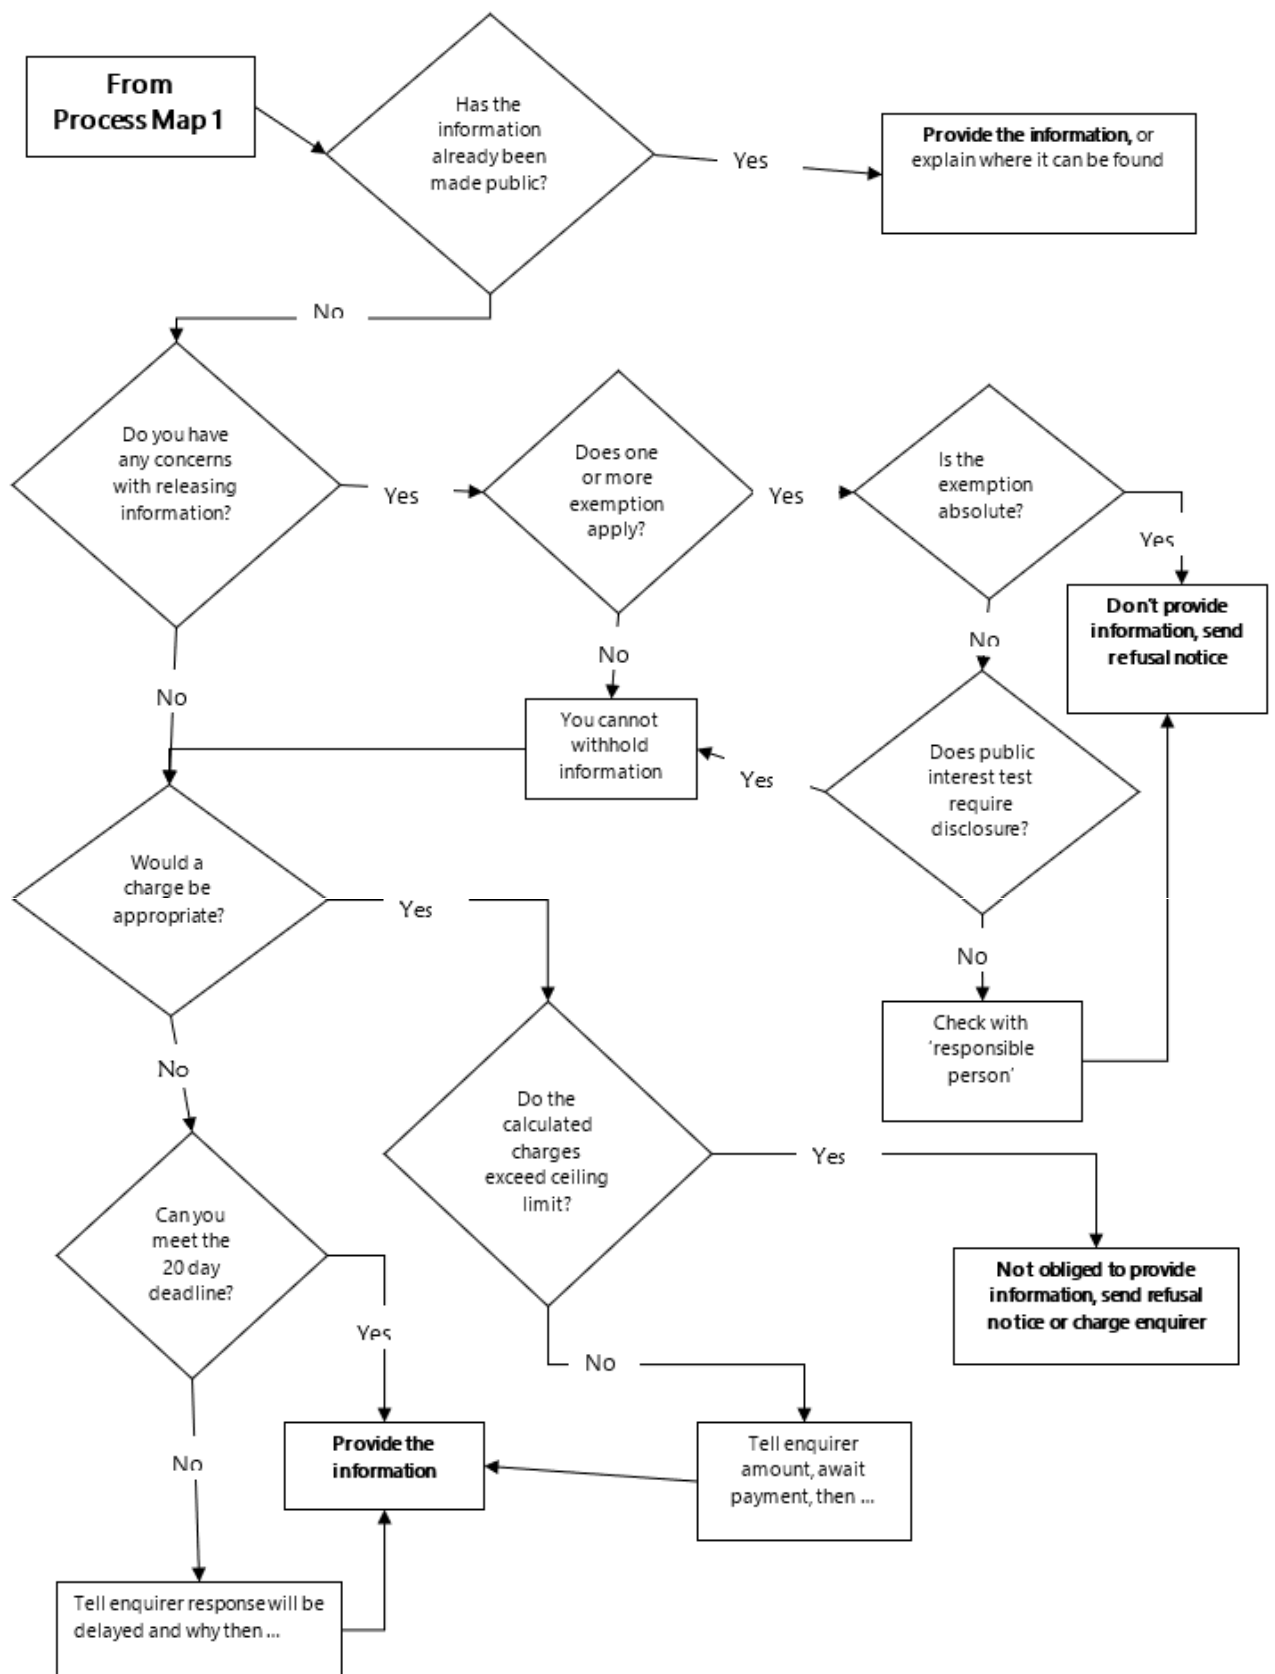 From
Process Map 1
Has the
information
already been
made public?
Yes
Provide the information, or
explain where it can be found
No
Do you have
any concerns
with releasing
information?
Yes
Does one
or more
exemption
apply?
Yes
Is the
exemption
absolute?
Yes
Don't provide
information, send
refusal notice
No
No
No
You cannot
withhold
information
Yes
Does public
interest test
require
disclosure?
Would a
charge be
appropriate?
Yes
No
Check with
‘responsible
person’
No
Do the
calculated
charges
exceed ceiling
limit?
Yes
Not obliged to provide
information, send refusal
notice or charge enquirer
Can you
meet the
20 day
deadline?
Yes
No
No
Provide the
information
Tell enquirer
amount, await
payment, then ...
Tell enquirer response will be
delayed and why then ...